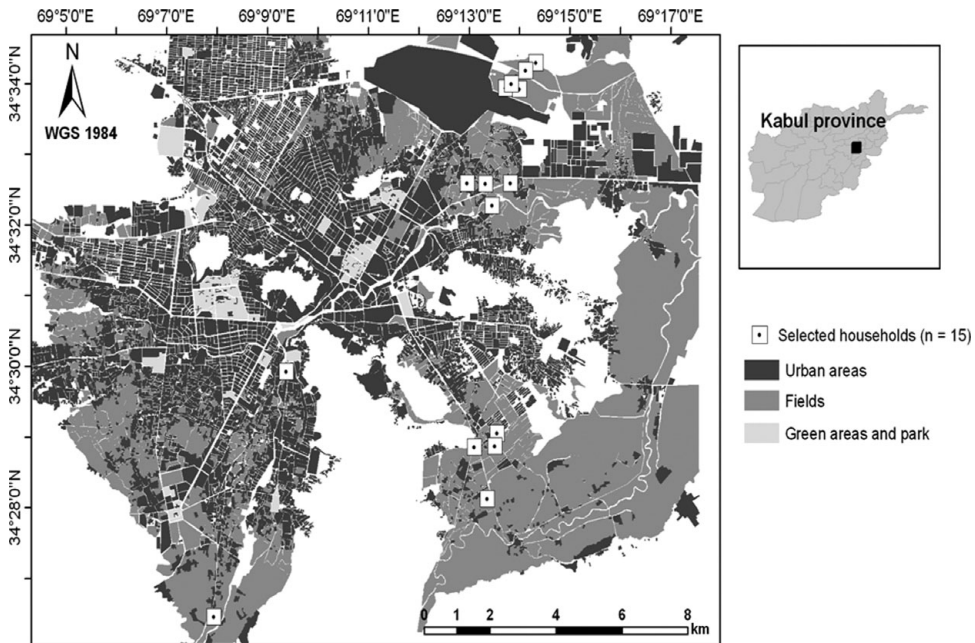 69°5'0"E 69°7'0"E 69°9'0"E 69°11'0"E 69°13'0"E 69°15'0"E 69°17'0"E
34°34'0"N
34°32'0"N
34°30'0"N
34°28'0"N
N
WGS 1984
Kabul province
Selected households (n = 15)
Urban areas
Fields
Green areas and park
0 1 2 4 6 8
km